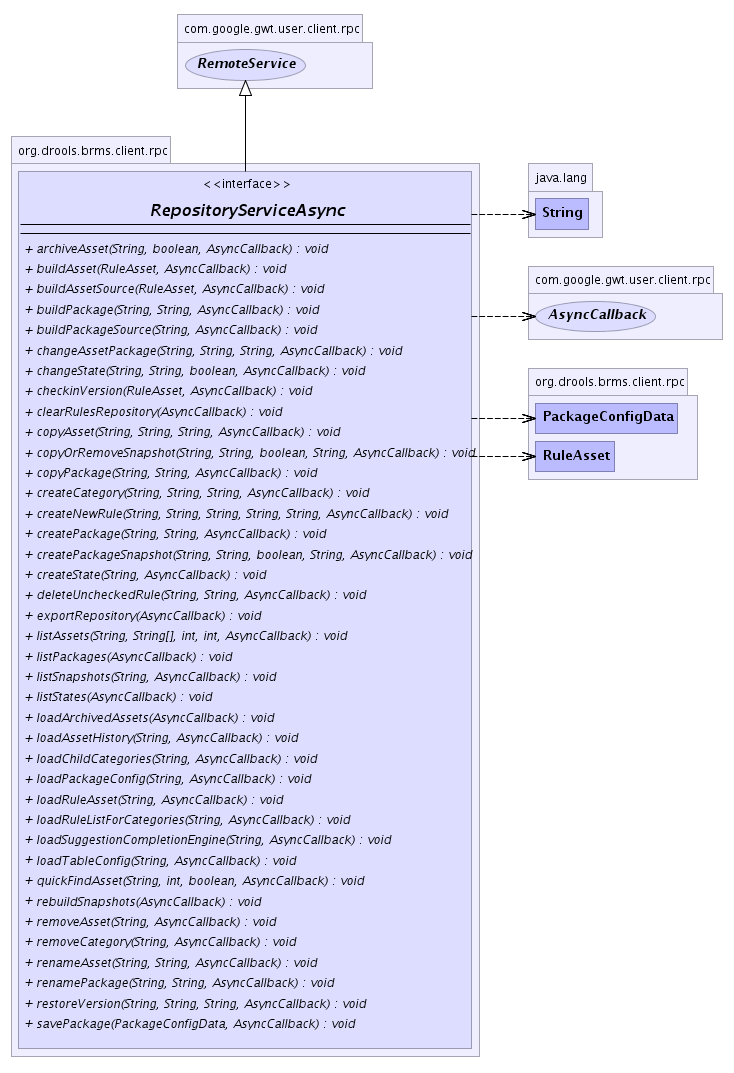 com.google.gwt.user.client.rpc
RemoteService
org.drools.brms.client.rpc
<<interface>>
RepositoryServiceAsync
+ archiveAsset(String, boolean, AsyncCallback) : void
+ buildAsset(RuleAsset, AsyncCallback) : void
+ buildAssetSource(RuleAsset, AsyncCallback) : void
+ buildPackage(String, String, AsyncCallback) : void
+ buildPackageSource(String, AsyncCallback) : void
+ changeAssetPackage(String, String, String, AsyncCallback) : void
+ changeState(String, String, boolean, AsyncCallback) : void
+ checkinVersion(RuleAsset, AsyncCallback) : void
+ clearRulesRepository(AsyncCallback) : void
+ copyAsset(String, String, String, AsyncCallback) : void
+ copyOrRemoveSnapshot(String, String, boolean, String, AsyncCallback) : void
+ copyPackage(String, String, AsyncCallback) : void
+ createCategory(String, String, String, AsyncCallback) : void
+ createNewRule(String, String, String, String, String, AsyncCallback) : void
+ createPackage(String, String, AsyncCallback) : void
+ createPackageSnapshot(String, String, boolean, String, AsyncCallback) : void
+ createState(String, AsyncCallback) : void
+ deleteUncheckedRule(String, String, AsyncCallback) : void
+ exportRepository(AsyncCallback) : void
+ listAssets(String, String[], int, int, AsyncCallback) : void
+ listPackages(AsyncCallback) : void
+ listSnapshots(String, AsyncCallback) : void
+ listStates(AsyncCallback) : void
+ loadArchivedAssets(AsyncCallback) : void
+ loadAssetHistory(String, AsyncCallback) : void
+ loadChildCategories(String, AsyncCallback) : void
+ loadPackageConfig(String, AsyncCallback) : void
+ loadRuleAsset(String, AsyncCallback) : void
+ loadRuleListForCategories(String, AsyncCallback) : void
+ loadSuggestionCompletionEngine(String, AsyncCallback) : void
+ loadTableConfig(String, AsyncCallback) : void
+ quickFindAsset(String, int, boolean, AsyncCallback) : void
+ rebuildSnapshots(AsyncCallback) : void
+ removeAsset(String, AsyncCallback) : void
+ removeCategory(String, AsyncCallback) : void
+ renameAsset(String, String, AsyncCallback) : void
+ renamePackage(String, String, AsyncCallback) : void
+ restoreVersion(String, String, String, AsyncCallback) : void
+ savePackage(PackageConfigData, AsyncCallback) : void
java.lang
String
com.google.gwt.user.client.rpc
AsyncCallback
org.drools.brms.client.rpc
PackageConfigData
RuleAsset